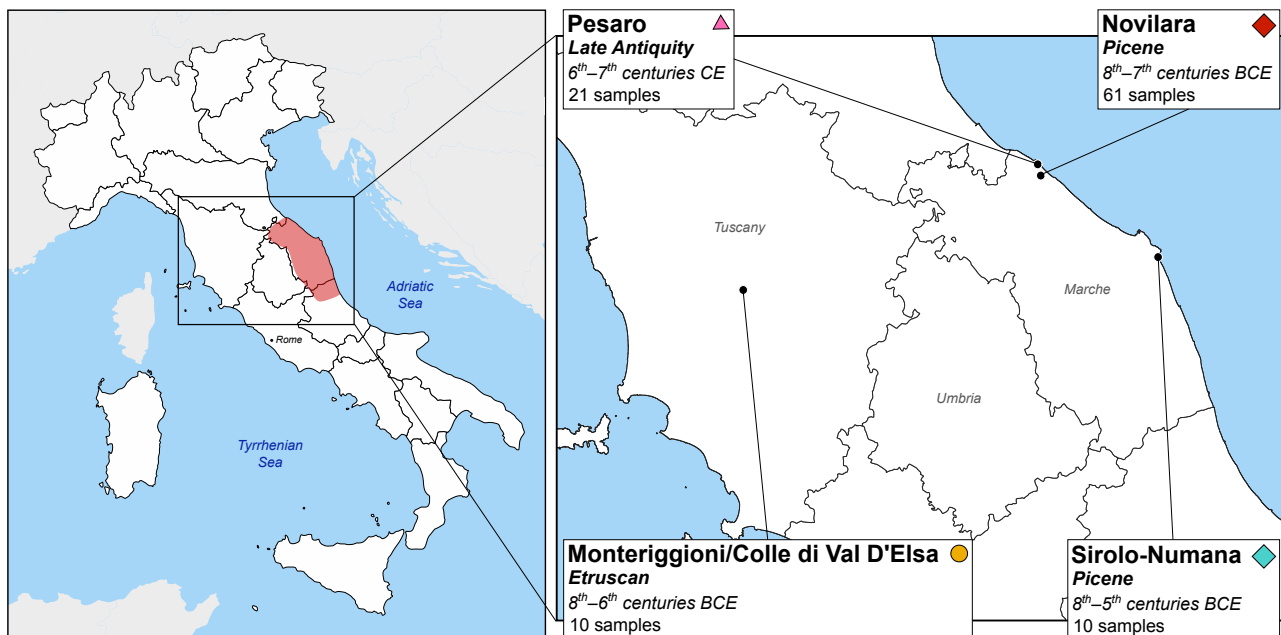 Adriatic
Sea
Rome
Tyrrhenian
Sea
Pesaro
Late Antiquity
6th–7th centuries CE
21 samples
Novilara
Picene
8th–7th centuries BCE
61 samples
Tuscany
Marche
Umbria
Monteriggioni/Colle di Val D'Elsa
Etruscan
8th–6th centuries BCE
10 samples
Sirolo-Numana
Picene
8th–5th centuries BCE
10 samples